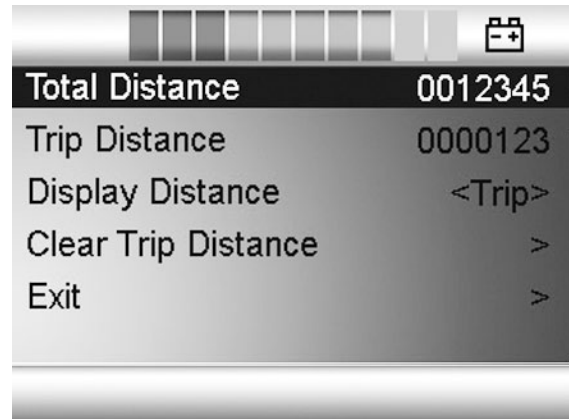 Total Distance 0012345
Trip Distance 0000123
Display Distance <Trip>
Clear Trip Distance >
Exit >